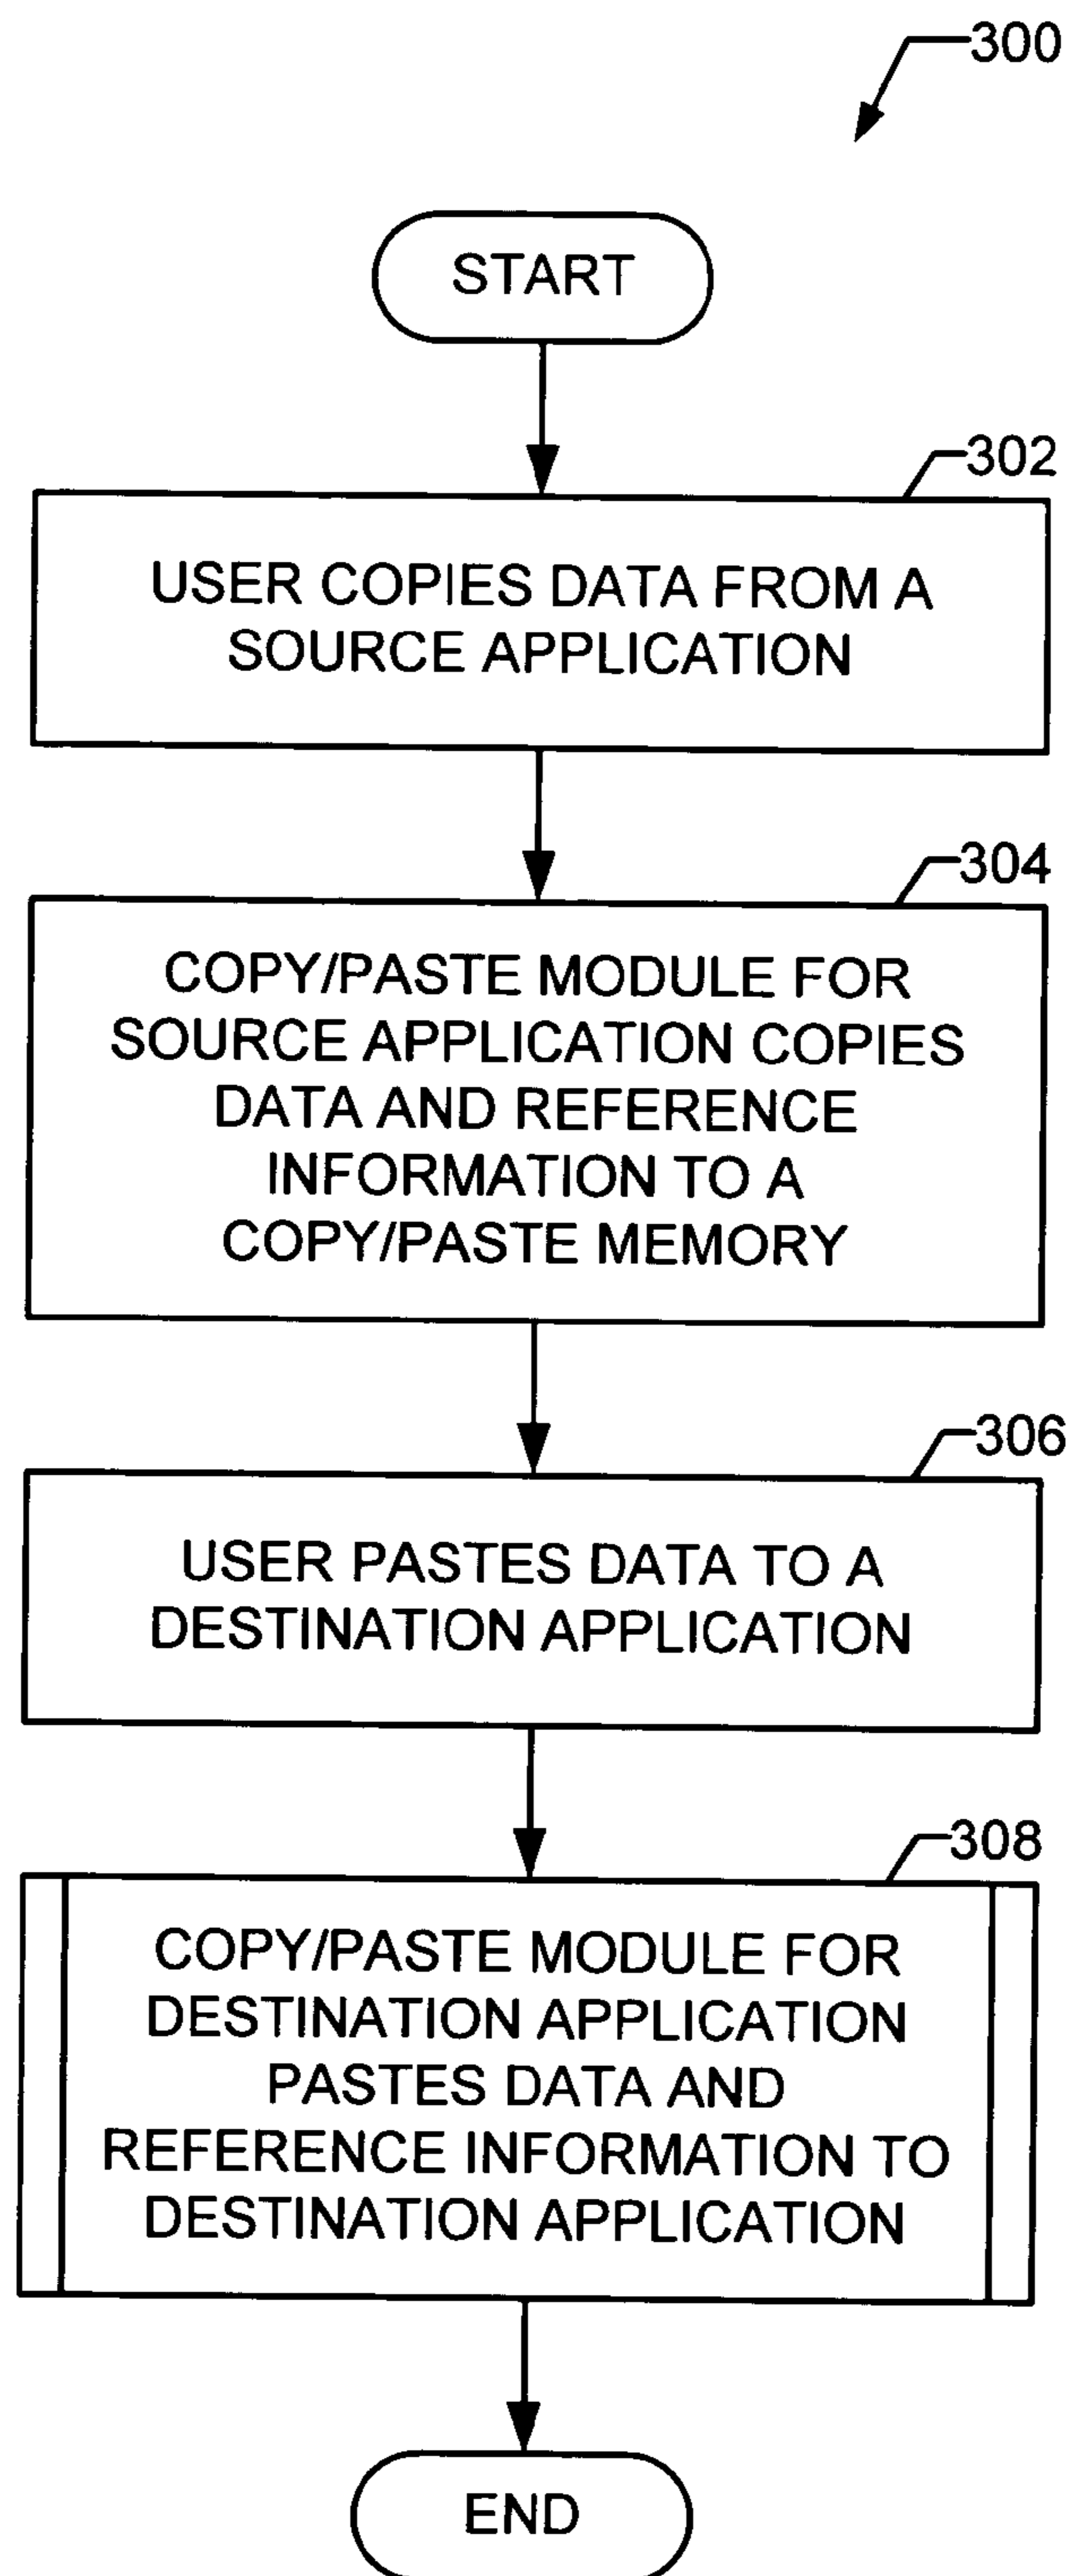 300
START
302
USER COPIES DATA FROM A
SOURCE APPLICATION
304
COPY/PASTE MODULE FOR
SOURCE APPLICATION COPIES
DATA AND REFERENCE
INFORMATION TO A
COPY/PASTE MEMORY
306
USER PASTES DATA TO A
DESTINATION APPLICATION
308
COPY/PASTE MODULE FOR
DESTINATION APPLICATION
PASTES DATA AND
REFERENCE INFORMATION TO
DESTINATION APPLICATION
END